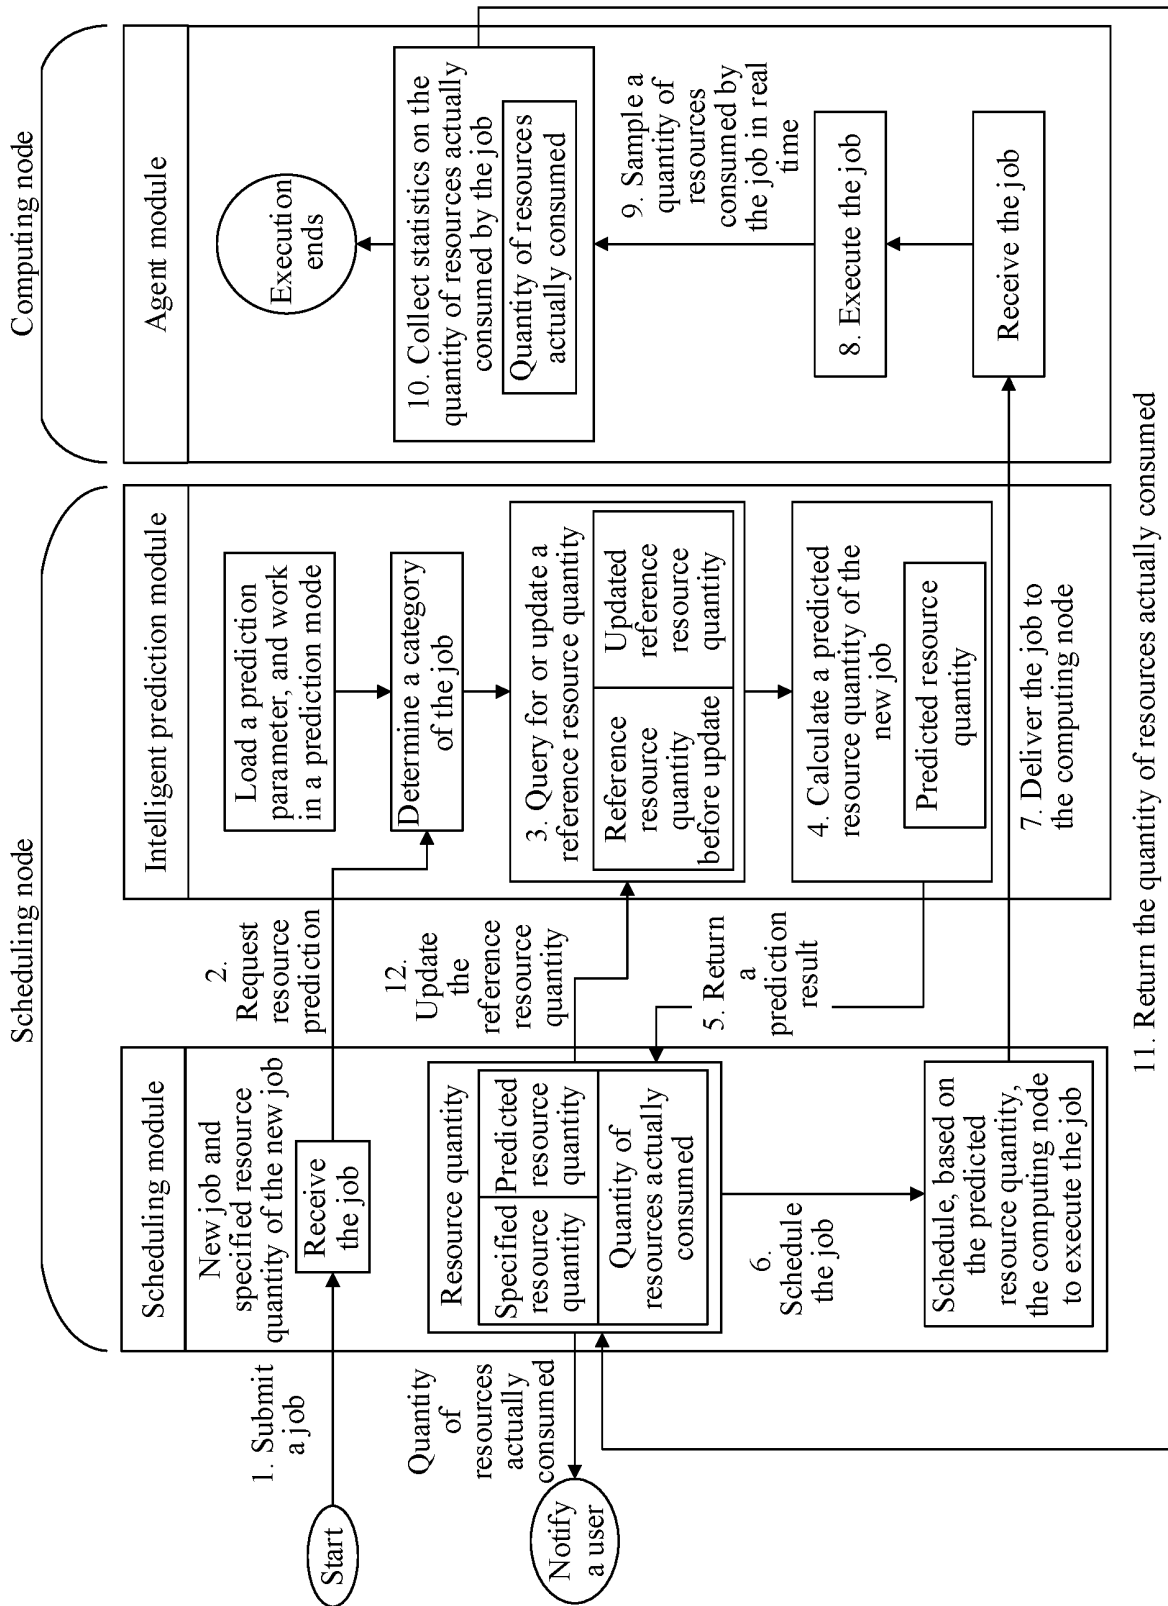 Scheduling node
Computing node
Scheduling module
Intelligent prediction module
Agent module
Start
1. Submit
a job
New job and
specified resource
quantity of the new job
Receive
the job
2.
Request
resource
prediction
Load a prediction
parameter, and work
in a prediction mode
Determine a category
of the job
12.
Update
the
reference
resource
quantity
3. Query for or update a
reference resource quantity
Reference
resource
quantity
before update
Updated
reference
resource
quantity
4. Calculate a predicted
resource quantity of the
new job
Predicted resource
quantity
5. Return
a
prediction
result
Resource quantity
Specified
resource
quantity
Predicted
resource
quantity
Quantity of
resources actually
consumed
Quantity
of
resources
actually
consumed
Notify
a user
6.
Schedule
the job
Schedule, based on
the predicted
resource quantity,
the computing node
to execute the job
7. Deliver the job to
the computing node
Receive the job
8. Execute the job
9. Sample a
quantity of
resources
consumed by
the job in real
time
10. Collect statistics on the
quantity of resources actually
consumed by the job
Quantity of resources
actually consumed
Execution
ends
11. Return the quantity of resources actually consumed